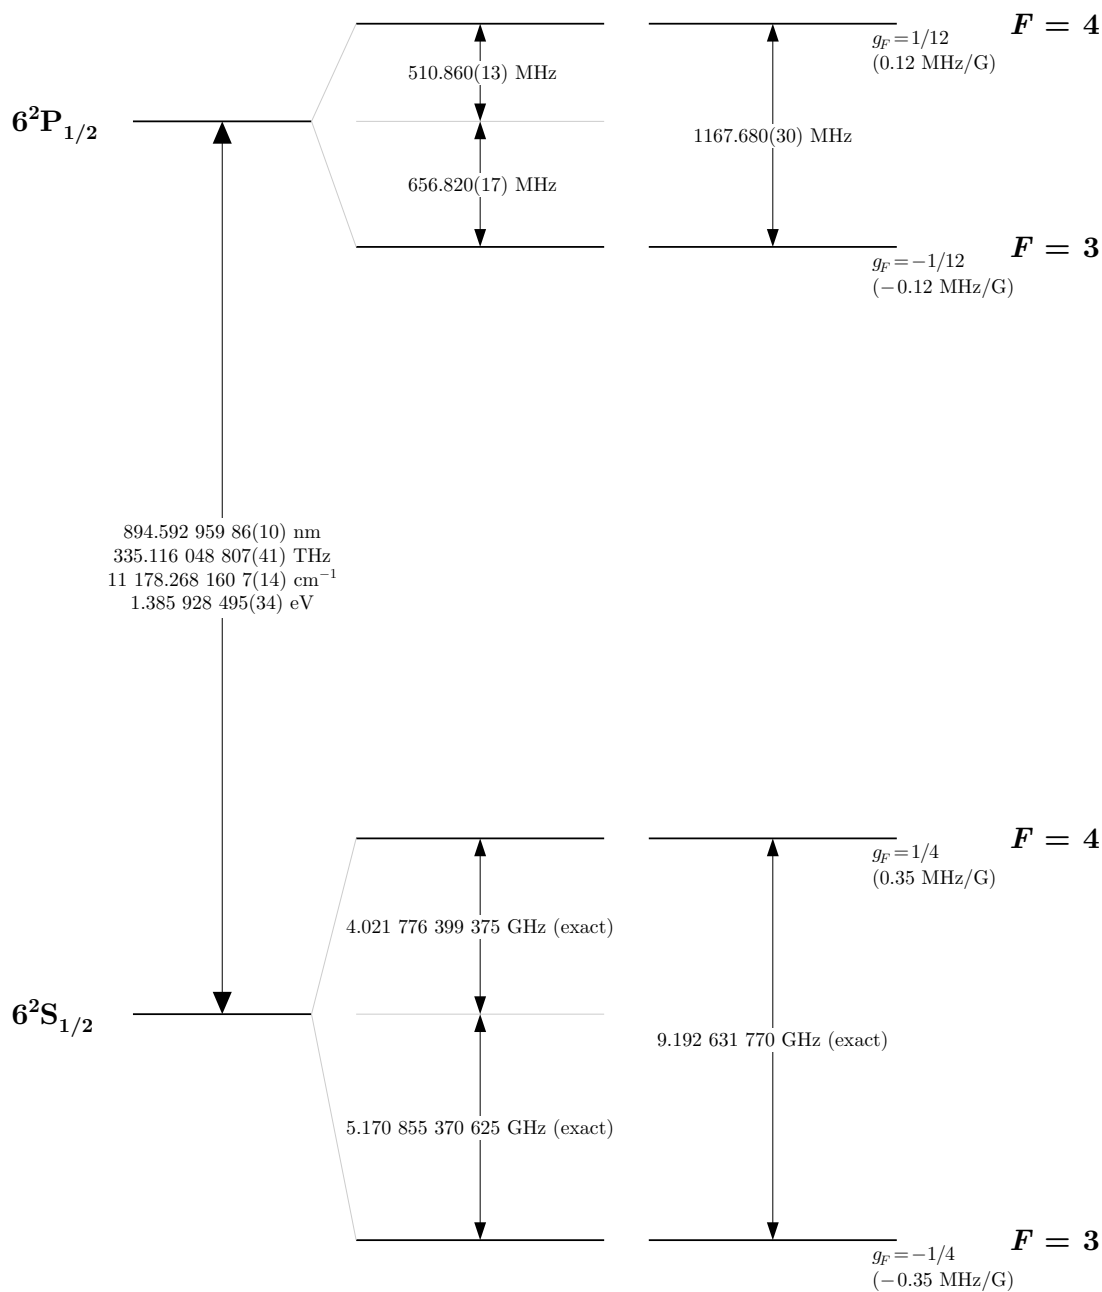 F = 4
g_F = 1/12
(0.12 MHz/G)
510.860(13) MHz
6²P₁/₂
1167.680(30) MHz
656.820(17) MHz
F = 3
g_F = −1/12
(−0.12 MHz/G)
894.592 959 86(10) nm
335.116 048 807(41) THz
11 178.268 160 7(14) cm⁻¹
1.385 928 495(34) eV
F = 4
g_F = 1/4
(0.35 MHz/G)
4.021 776 399 375 GHz (exact)
6²S₁/₂
9.192 631 770 GHz (exact)
5.170 855 370 625 GHz (exact)
F = 3
g_F = −1/4
(−0.35 MHz/G)